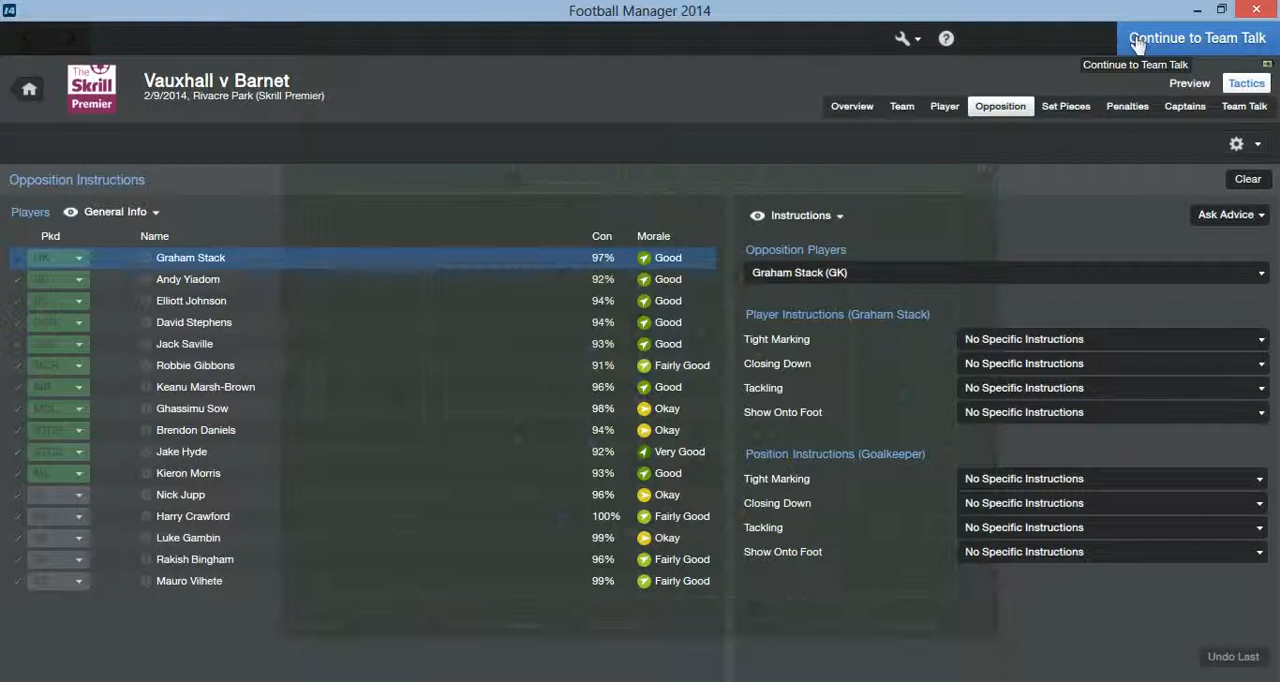 Football Manager 2014
Continue to Team Talk
Continue to Team Talk
The Skrill Premier
Vauxhall v Barnet
2/9/2014, Rivacre Park (Skrill Premier)
Preview Tactics
Overview Team Player Opposition Set Pieces Penalties Captains Team Talk
Opposition Instructions Clear
Players General Info Instructions Ask Advice
Pkd Name Con Morale
Opposition Players
Graham Stack 97% Good
Graham Stack (GK)
Andy Yiadom 92% Good
Elliott Johnson 94% Good
Player Instructions (Graham Stack)
David Stephens 94% Good
Tight Marking No Specific Instructions
Jack Saville 93% Good
Closing Down No Specific Instructions
Robbie Gibbons 91% Fairly Good
Tackling No Specific Instructions
Keanu Marsh-Brown 96% Good
Show Onto Foot No Specific Instructions
Ghassimu Sow 98% Okay
Brendon Daniels 94% Okay
Position Instructions (Goalkeeper)
Jake Hyde 92% Very Good
Kieron Morris 93% Good
Tight Marking No Specific Instructions
Nick Jupp 96% Okay
Closing Down No Specific Instructions
Harry Crawford 100% Fairly Good
Tackling No Specific Instructions
Luke Gambin 99% Okay
Show Onto Foot No Specific Instructions
Rakish Bingham 96% Fairly Good
Mauro Vilhete 99% Fairly Good
Undo Last